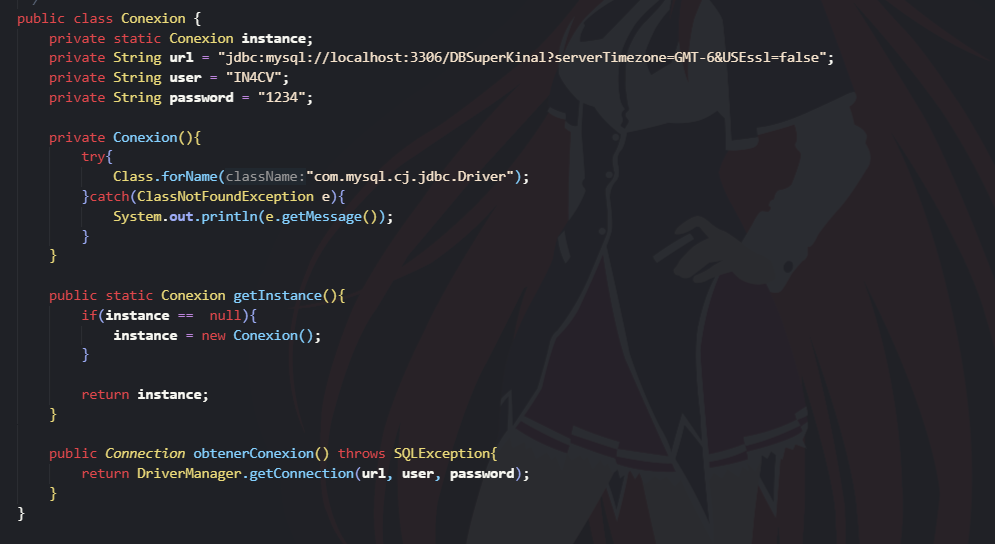 public class Conexion {
private static Conexion instance;
private String url = "jdbc:mysql://localhost:3306/DBSuperKinal?serverTimezone=GMT-6&USEssl=false";
private String user = "IN4CV";
private String password = "1234";
private Conexion(){
try{
Class.forName(className:"com.mysql.cj.jdbc.Driver");
}catch(ClassNotFoundException e){
System.out.println(e.getMessage());
}
}
public static Conexion getInstance(){
if(instance ==  null){
instance = new Conexion();
}
return instance;
}
public Connection obtenerConexion() throws SQLException{
return DriverManager.getConnection(url, user, password);
}
}